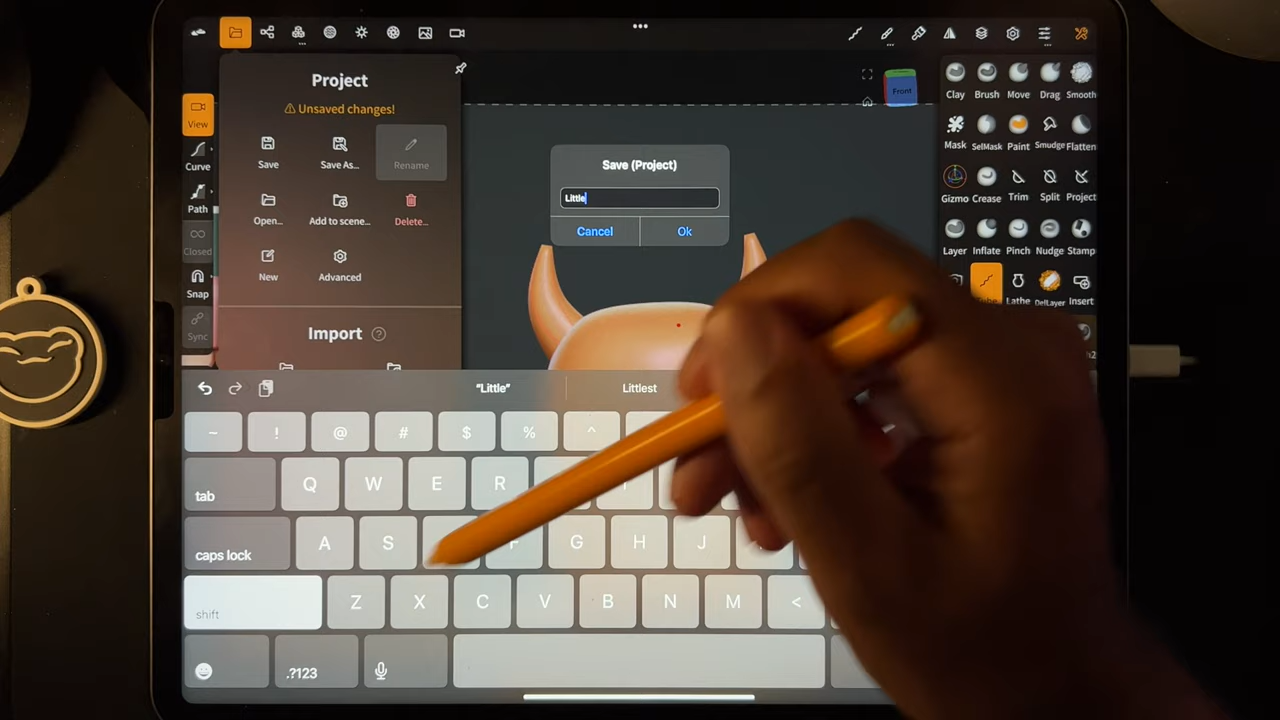 Project
Unsaved changes!
Save
Save As...
Rename
Open...
Add to scene...
Delete...
New
Advanced
Import
View
Curve
Path
Closed
Snap
Sync
Save (Project)
Little
Cancel
Ok
Front
Clay
Brush
Move
Drag
Smooth
Mask
SelMask
Paint
Smudge
Flatten
Gizmo
Crease
Trim
Split
Project
Layer
Inflate
Pinch
Nudge
Stamp
Lathe
DefLayer
Insert
"Little"
Littlest
~ ! @ # $ % ^
tab Q W E R
caps lock A S F G H J
shift Z X C V B N M <
.?123